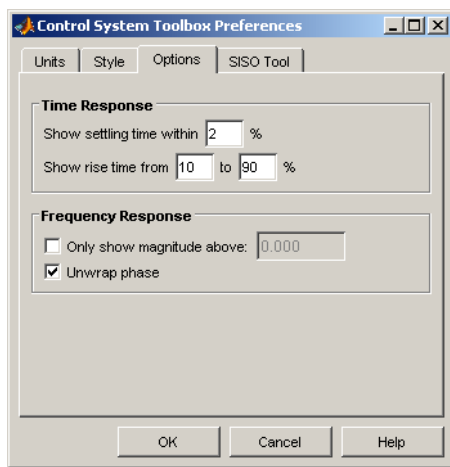 Control System Toolbox Preferences
Units Style Options SISO Tool
Time Response
Show settling time within 2 %
Show rise time from 10 to 90 %
Frequency Response
Only show magnitude above: 0.000
Unwrap phase
OK Cancel Help